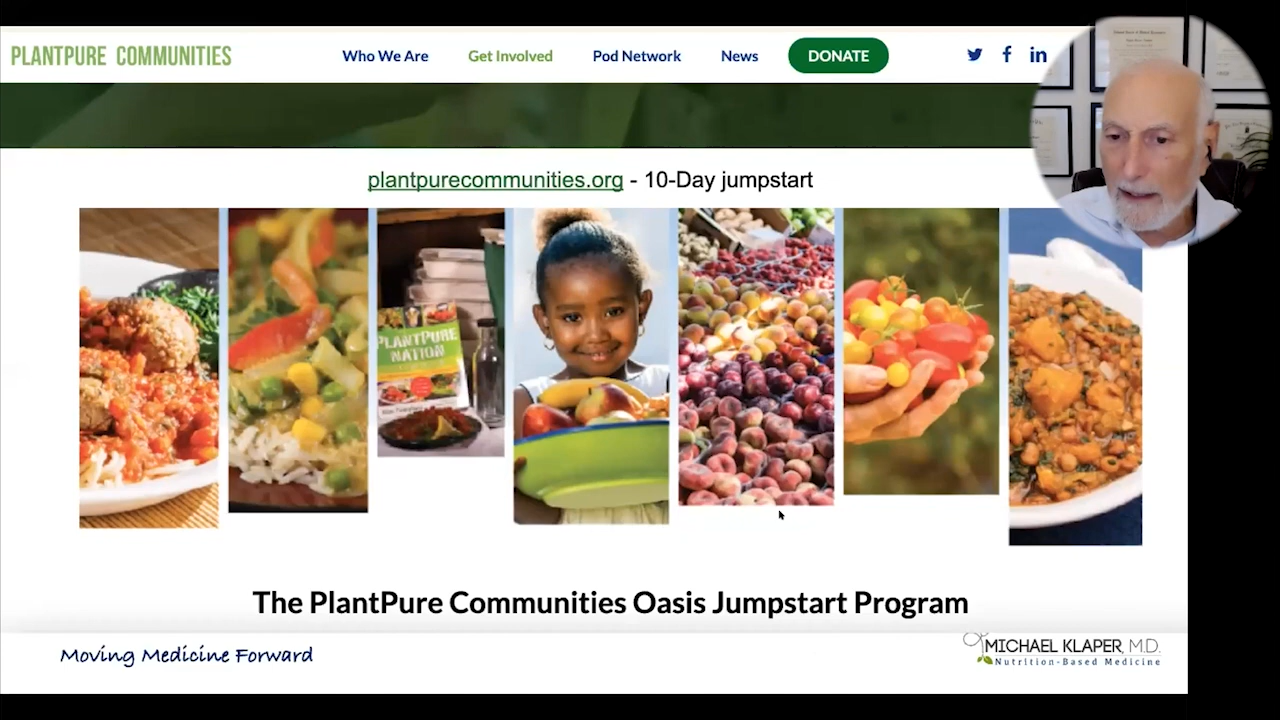 PLANTPURE COMMUNITIES
Who We Are Get Involved Pod Network News DONATE
plantpurecommunities.org - 10-Day jumpstart
PLANTPURE
NATION
The PlantPure Communities Oasis Jumpstart Program
Moving Medicine Forward
MICHAEL KLAPER, M.D.
Nutrition-Based Medicine